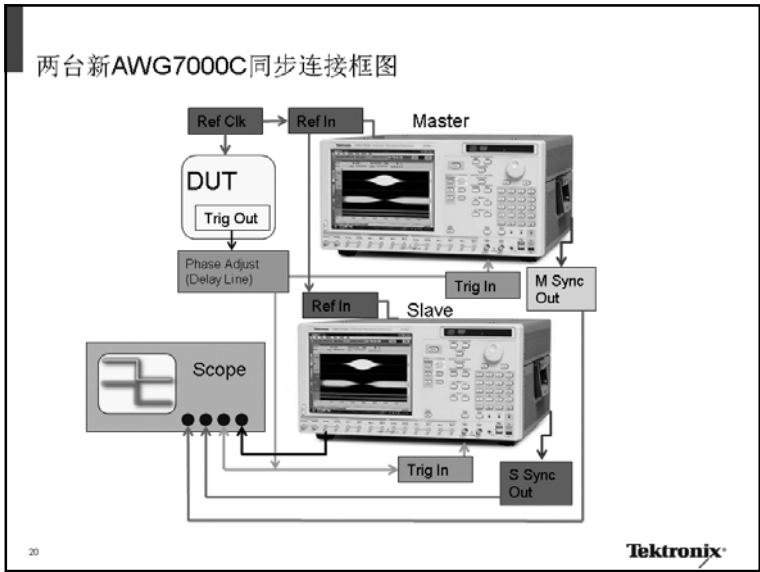 两台新AWG7000C同步连接框图
Ref Clk
Ref In
Master
DUT
Trig Out
Phase Adjust
(Delay Line)
Trig In
M Sync
Out
Ref In
Slave
Scope
Trig In
S Sync
Out
20
Tektronix